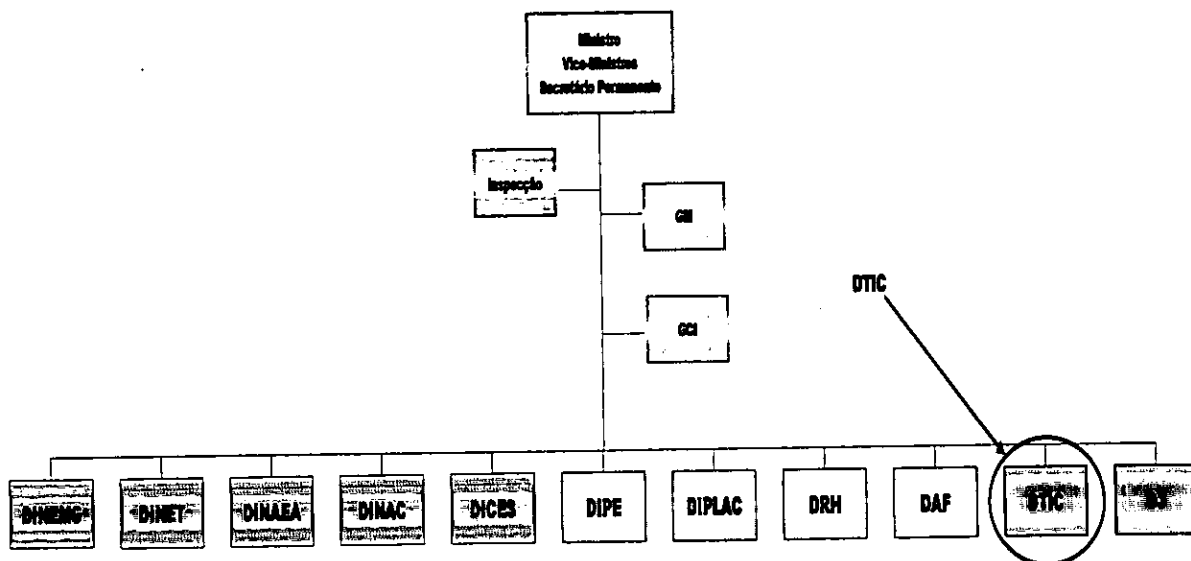 Ministro
Vice-Ministros
Secretário Permanente
Inspecção
GM
GCI
DTIC
DINEMG
DINET
DINAEA
DINAC
DICES
DIPE
DIPLAC
DRH
DAF
DTIC